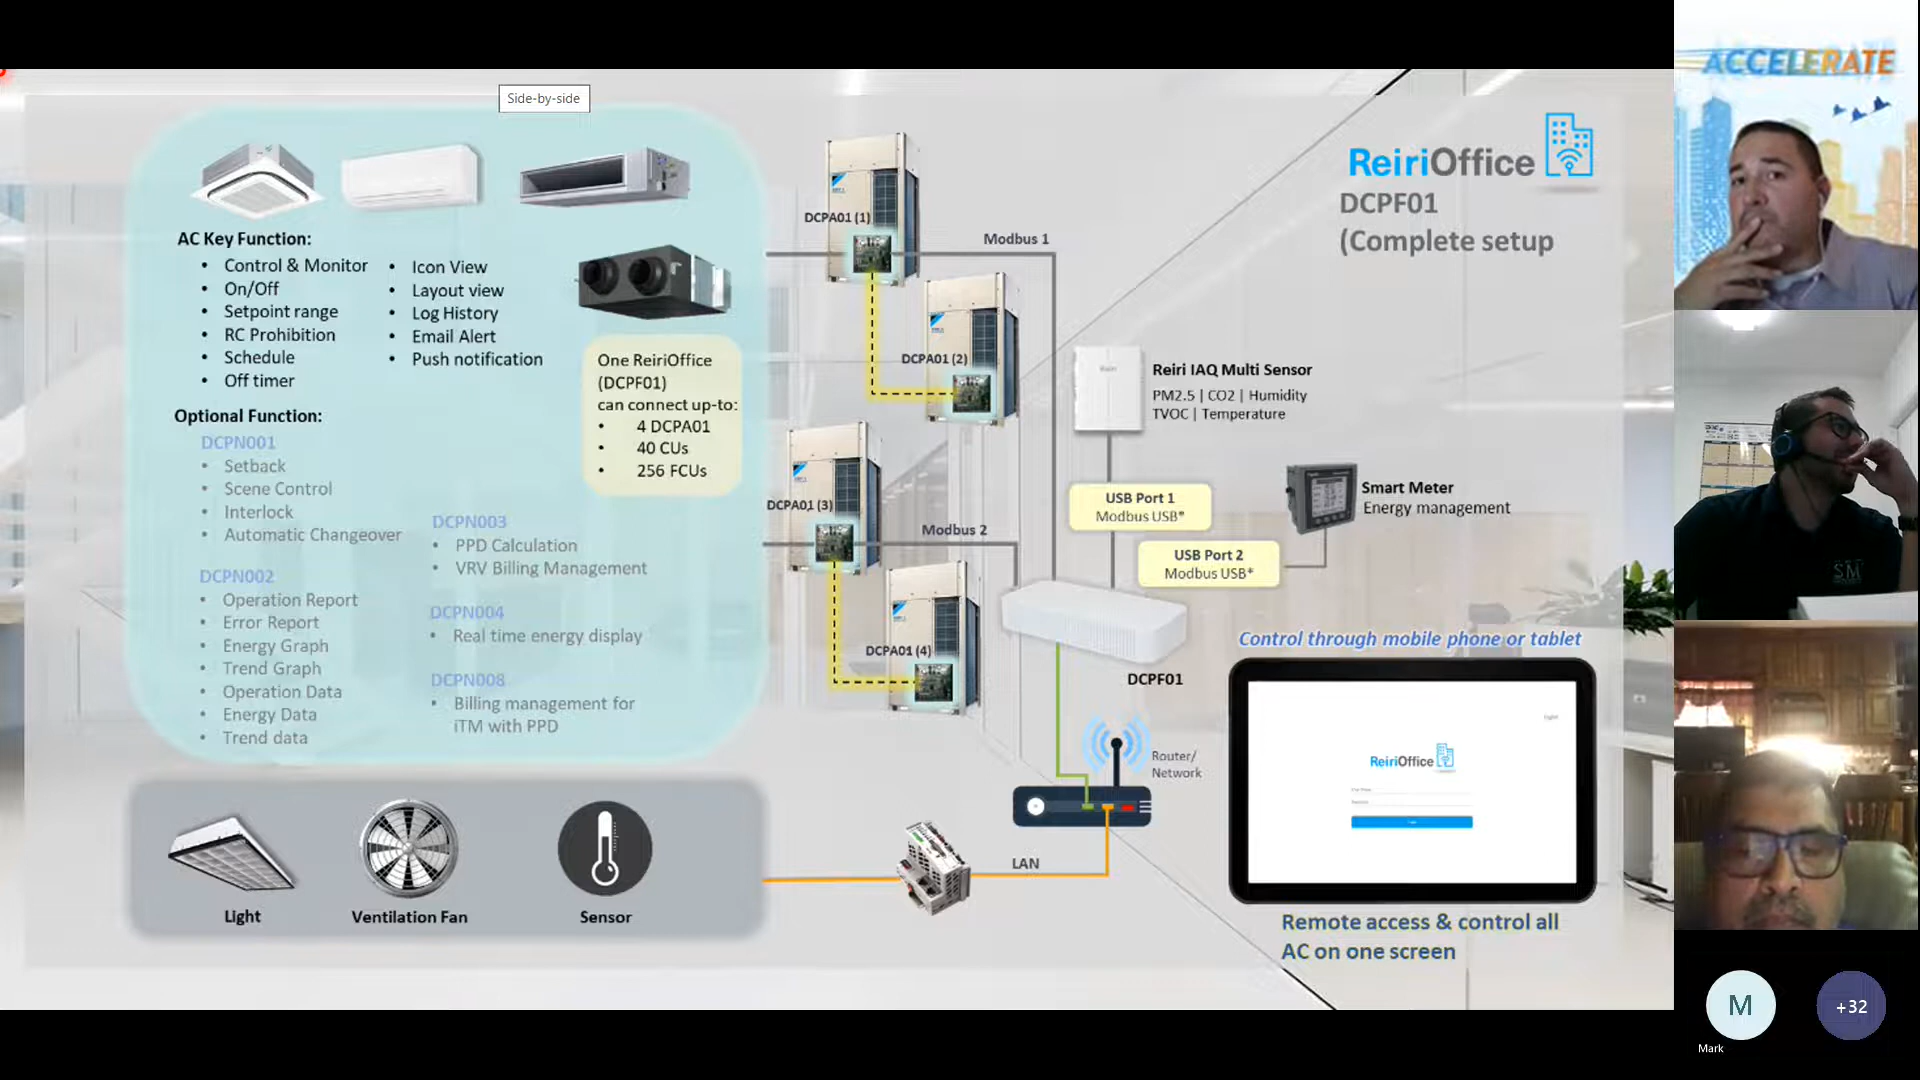 Side-by-side
ACCELERATE
ReiriOffice
DCPF01
(Complete setup
AC Key Function:
• Control & Monitor
• On/Off
• Setpoint range
• RC Prohibition
• Schedule
• Off timer
• Icon View
• Layout view
• Log History
• Email Alert
• Push notification
One ReiriOffice
(DCPF01)
can connect up-to:
• 4 DCPA01
• 40 CUs
• 256 FCUs
Optional Function:
DCPN001
• Setback
• Scene Control
• Interlock
• Automatic Changeover
DCPN002
• Operation Report
• Error Report
• Energy Graph
• Trend Graph
• Operation Data
• Energy Data
• Trend data
DCPN003
• PPD Calculation
• VRV Billing Management
DCPN004
• Real time energy display
DCPN008
• Billing management for
iTM with PPD
DCPA01 (1)
Modbus 1
DCPA01 (2)
DCPA01 (3)
Modbus 2
DCPA01 (4)
Reiri IAQ Multi Sensor
PM2.5 | CO2 | Humidity
TVOC | Temperature
USB Port 1
Modbus USB*
Smart Meter
Energy management
USB Port 2
Modbus USB*
DCPF01
Router/
Network
LAN
Control through mobile phone or tablet
ReiriOffice
Remote access & control all
AC on one screen
Light
Ventilation Fan
Sensor
SM
M
Mark
+32